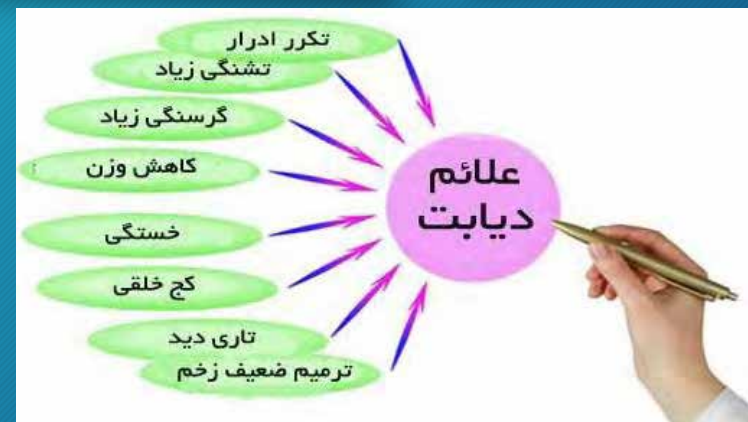 تکرر ادرار
تشنگی زیاد
گرسنگی زیاد
کاهش وزن
خستگی
کج خلقی
تاری دید
ترمیم ضعیف زخم
علائم
دیابت